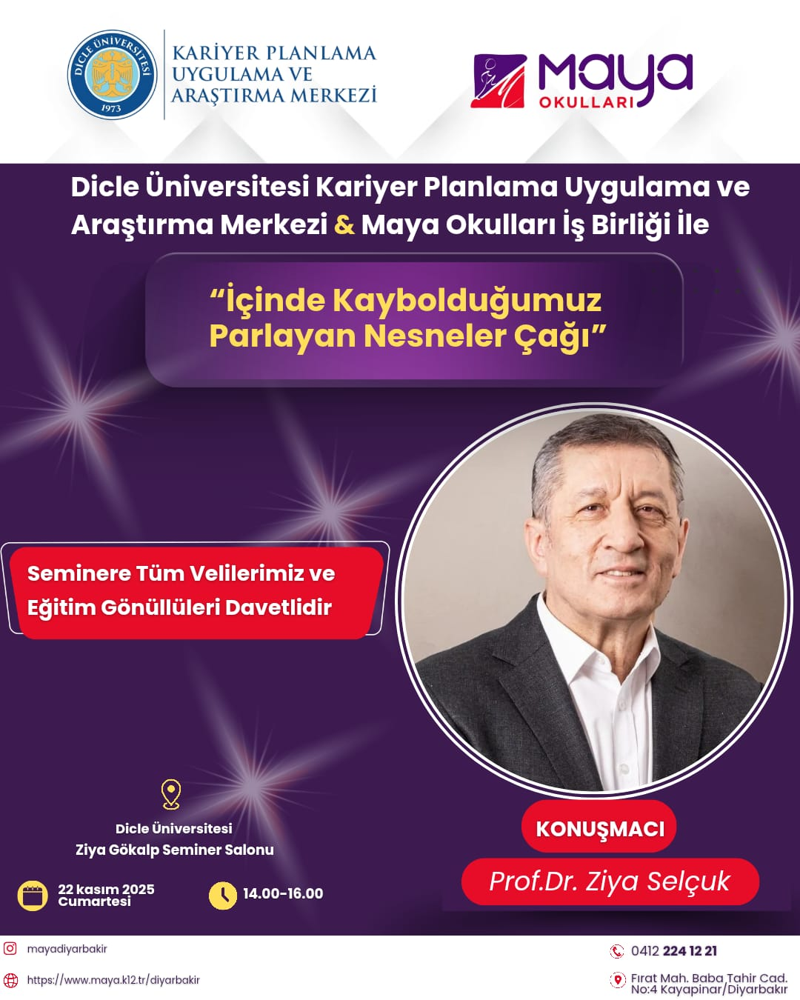 DİCLE ÜNİVERSİTESİ
1973
KARİYER PLANLAMA
UYGULAMA VE
ARAŞTIRMA MERKEZİ
maya
OKULLARI
Dicle Üniversitesi Kariyer Planlama Uygulama ve
Araştırma Merkezi & Maya Okulları İş Birliği İle
“İçinde Kaybolduğumuz
Parlayan Nesneler Çağı”
Seminere Tüm Velilerimiz ve
Eğitim Gönüllüleri Davetlidir
Dicle Üniversitesi
Ziya Gökalp Seminer Salonu
22 kasım 2025
Cumartesi
14.00-16.00
KONUŞMACI
Prof.Dr. Ziya Selçuk
mayadiyarbakir
https://www.maya.k12.tr/diyarbakir
0412 224 12 21
Fırat Mah. Baba Tahir Cad.
No:4 Kayapinar/Diyarbakır